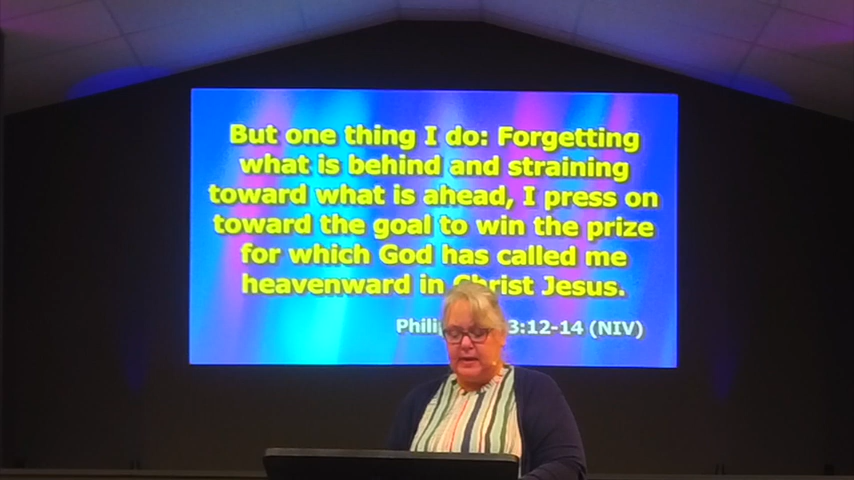 But one thing I do: Forgetting
what is behind and straining
toward what is ahead, I press on
toward the goal to win the prize
for which God has called me
heavenward in Christ Jesus.
3:12-14 (NIV)